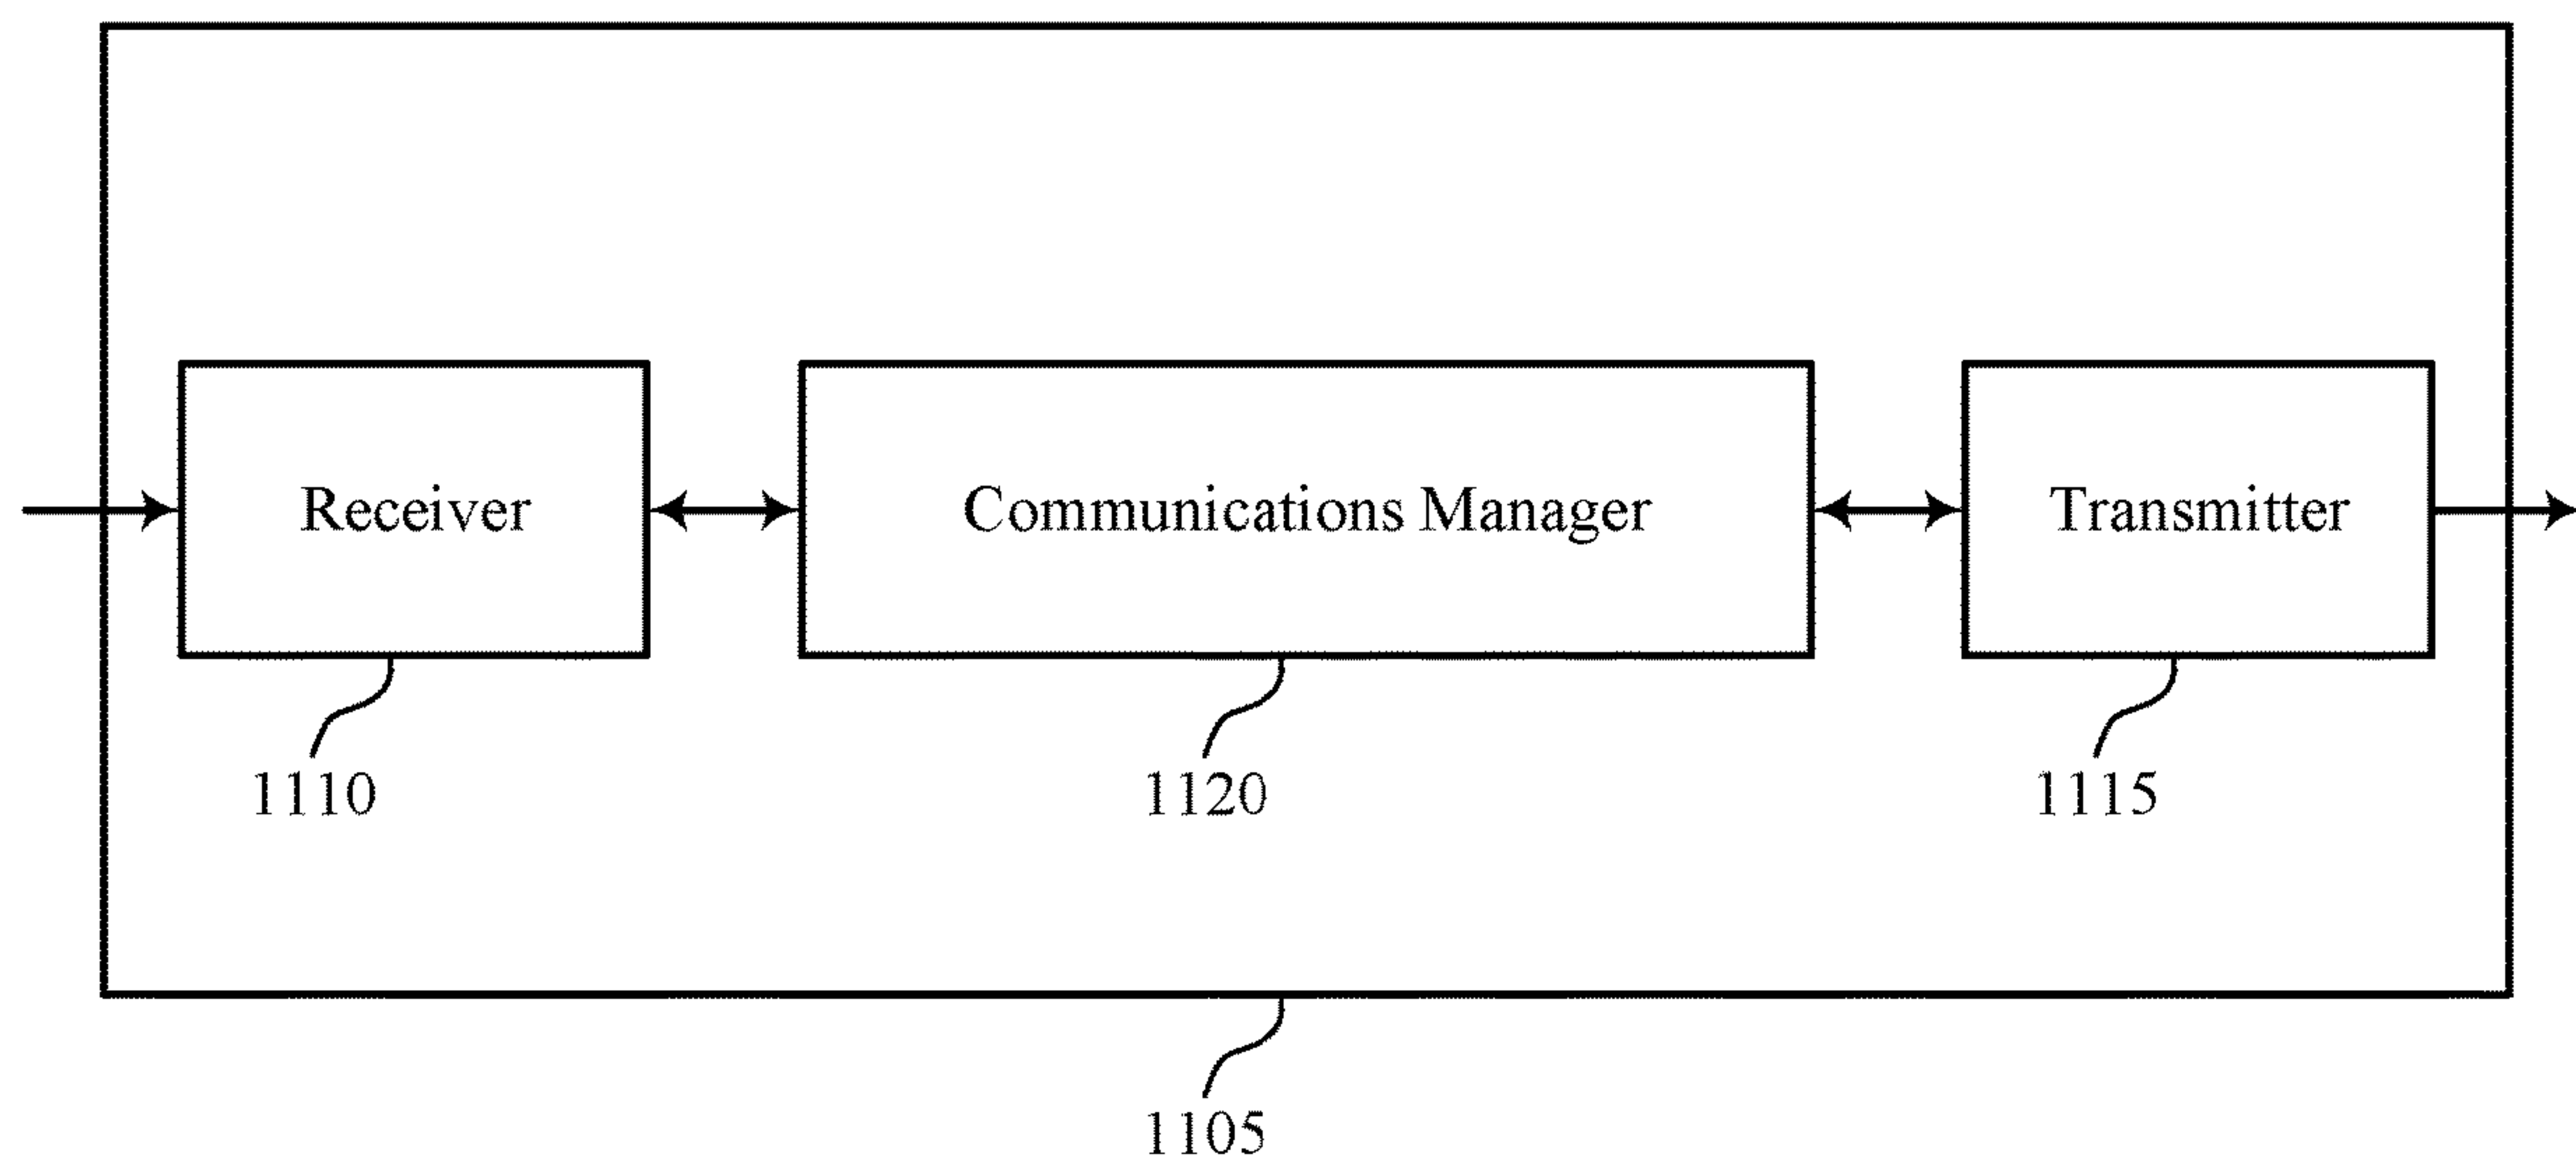 Receiver
Communications Manager
Transmitter
1110
1120
1115
1105